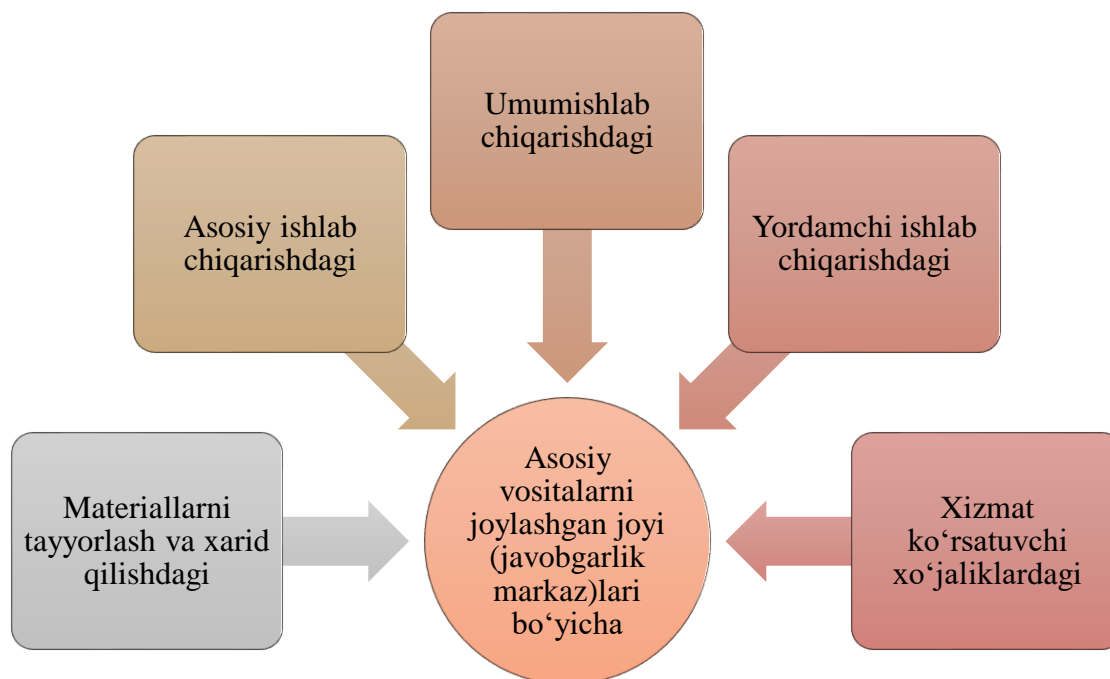 Umumishlab
chiqarishdagi
Asosiy ishlab
chiqarishdagi
Yordamchi ishlab
chiqarishdagi
Materiallarni
tayyorlash va xarid
qilishdagi
Asosiy
vositalarni
joylashgan joyi
(javobgarlik
markaz)lari
bo‘yicha
Xizmat
ko‘rsatuvchi
xo‘jaliklardagi